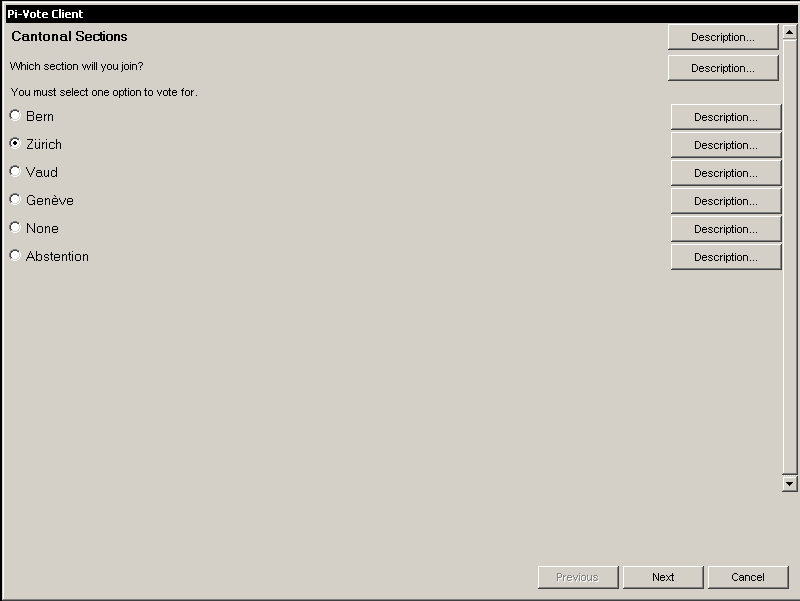 Pi-Vote Client
Cantonal Sections Description...
Which section will you join? Description...
You must select one option to vote for.
Bern Description...
Zürich Description...
Vaud Description...
Genève Description...
None Description...
Abstention Description...
Previous Next Cancel